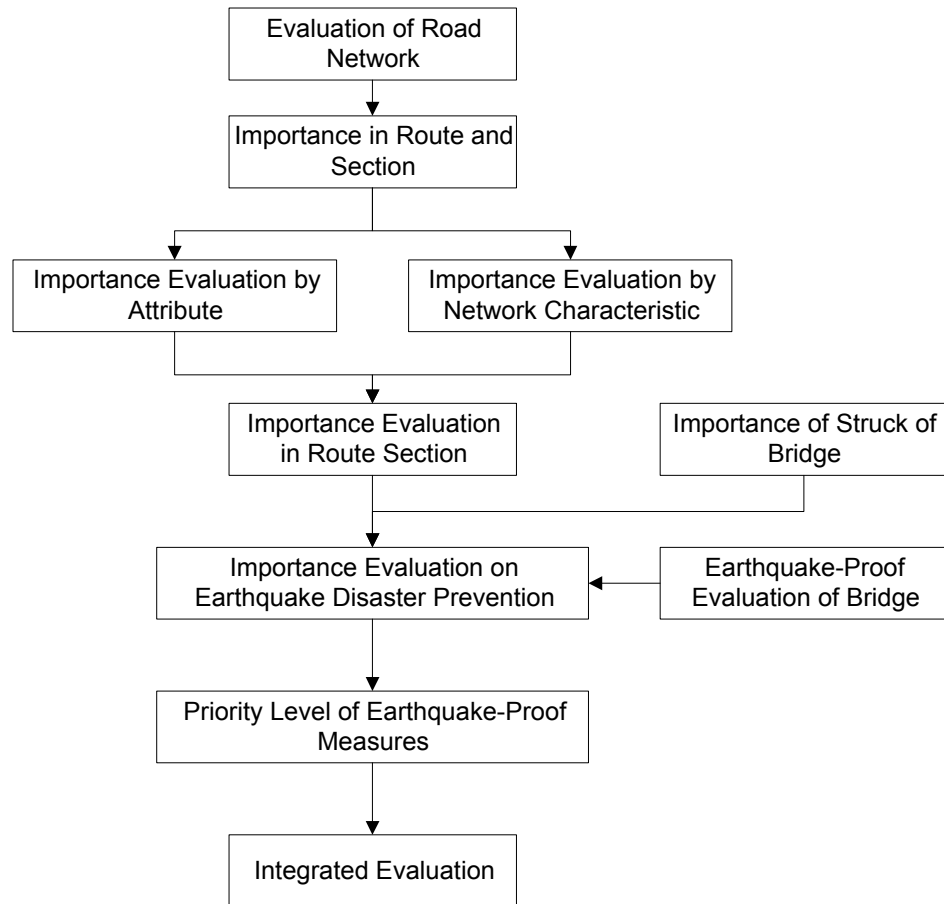 Evaluation of Road
Network
Importance in Route and
Section
Importance Evaluation by
Attribute
Importance Evaluation by
Network Characteristic
Importance Evaluation
in Route Section
Importance of Struck of
Bridge
Importance Evaluation on
Earthquake Disaster Prevention
Earthquake-Proof
Evaluation of Bridge
Priority Level of Earthquake-Proof
Measures
Integrated Evaluation